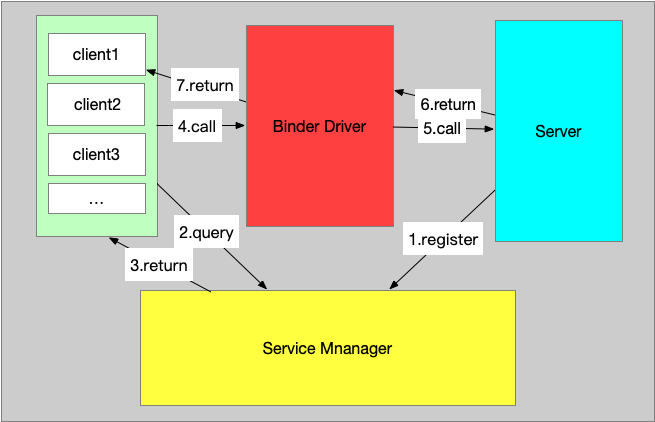 client1
client2
client3
...
7.return
4.call
Binder Driver
6.return
5.call
Server
2.query
1.register
3.return
Service Mnanager